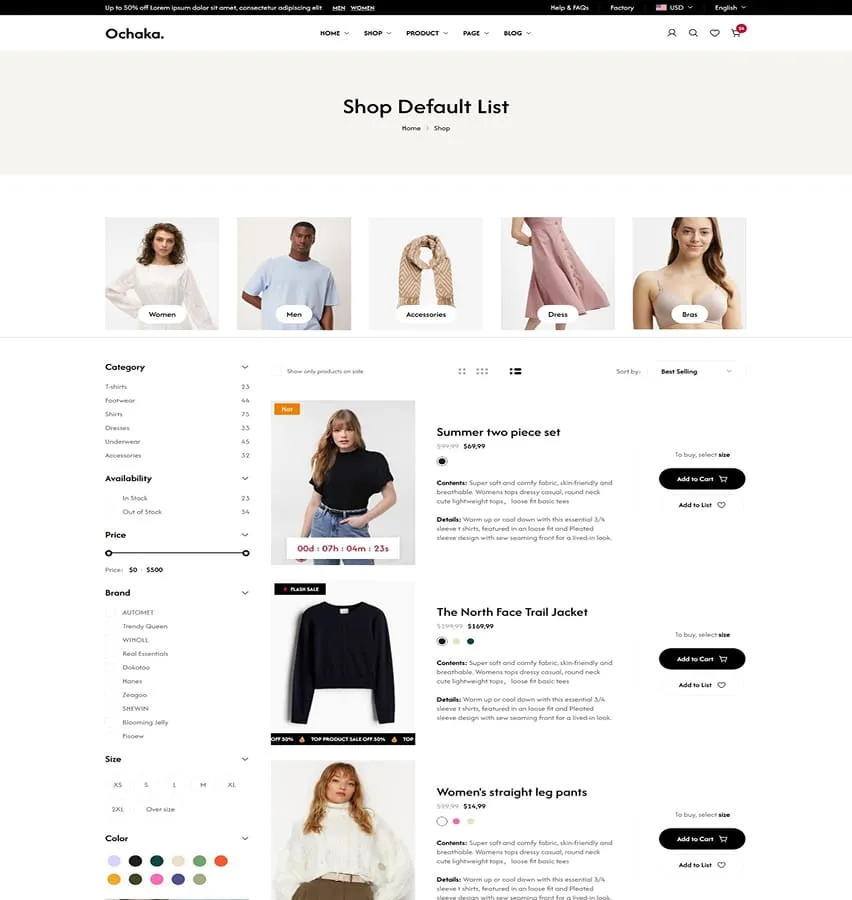 Up to 50% off Lorem ipsum dolor sit amet, consectetur adipiscing elit MEN WOMEN Help & FAQs Factory USD English
Ochaka. HOME SHOP PRODUCT PAGE BLOG
Shop Default List
Home > Shop
Women Men Accessories Dress Bras
Category
T-shirts 23
Footwear 44
Shirts 75
Dresses 33
Underwear 45
Accessories 32
Availability
In Stock 23
Out of Stock 34
Price
Price: $0 - $500
Brand
AUTOMET
Trendy Queen
WIHOLL
Real Essentials
Dokotoo
Hanes
Zeagoo
SHEWIN
Blooming Jelly
Fisoew
Size
XS S L M XL
2XL Over size
Color
Show only products on sale Sort by: Best Selling
Hot
00d : 07h : 04m : 23s
Summer two piece set
$99,99 $69,99
Contents: Super soft and comfy fabric, skin-friendly and
breathable. Womens tops dressy casual, round neck
cute lightweight tops, loose fit basic tees
Details: Warm up or cool down with this essential 3/4
sleeve t shirts, featured in an loose fit and Pleated
sleeve design with sew seaming front for a lived-in look.
To buy, select size
Add to Cart
Add to List
FLASH SALE
OFF 50% TOP PRODUCT SALE OFF 50% TOP
The North Face Trail Jacket
$199,99 $169,99
Contents: Super soft and comfy fabric, skin-friendly and
breathable. Womens tops dressy casual, round neck
cute lightweight tops, loose fit basic tees
Details: Warm up or cool down with this essential 3/4
sleeve t shirts, featured in an loose fit and Pleated
sleeve design with sew seaming front for a lived-in look.
To buy, select size
Add to Cart
Add to List
Women's straight leg pants
$99,99 $14,99
Contents: Super soft and comfy fabric, skin-friendly and
breathable. Womens tops dressy casual, round neck
cute lightweight tops, loose fit basic tees
Details: Warm up or cool down with this essential 3/4
sleeve t shirts, featured in an loose fit and Pleated
sleeve design with sew seaming front for a lived-in look.
To buy, select size
Add to Cart
Add to List